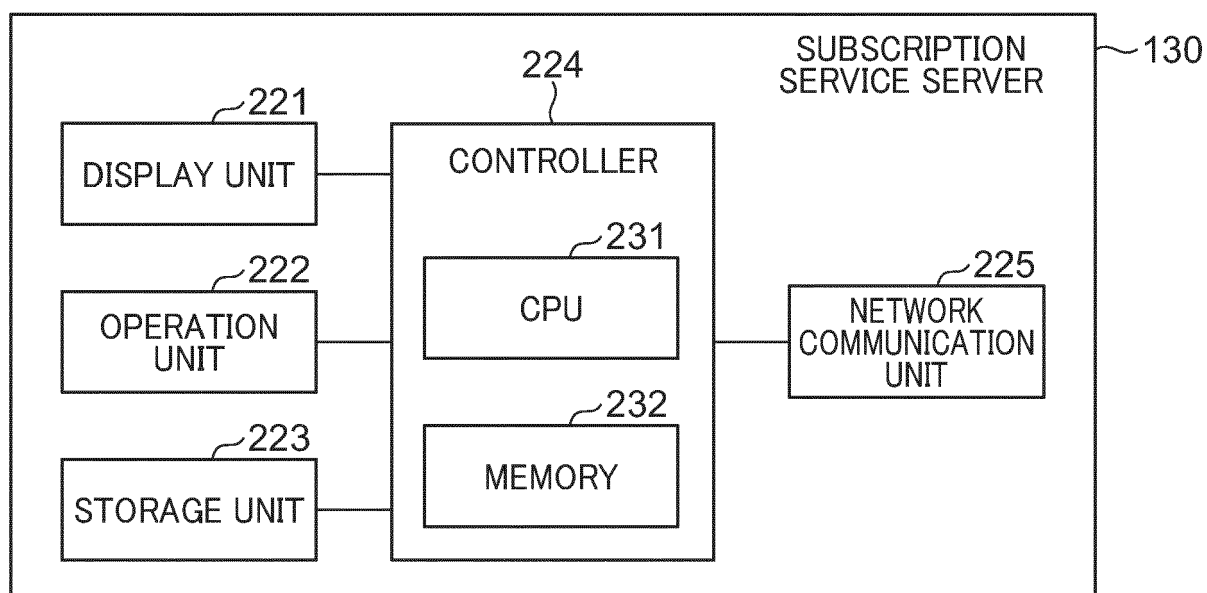 SUBSCRIPTION
SERVICE SERVER
130
224
221
DISPLAY UNIT
CONTROLLER
222
OPERATION
UNIT
231
CPU
225
NETWORK
COMMUNICATION
UNIT
223
STORAGE UNIT
232
MEMORY